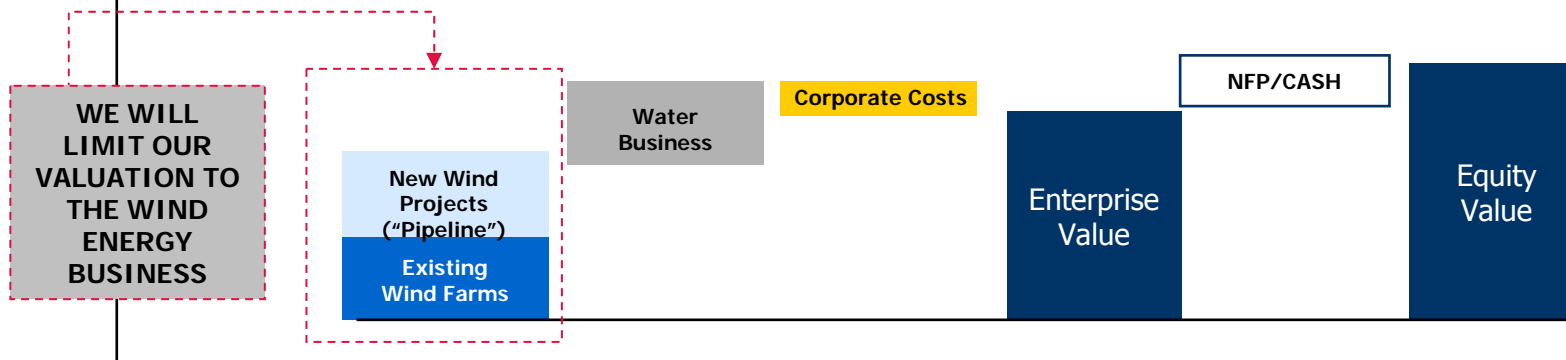 WE WILL
LIMIT OUR
VALUATION TO
THE WIND
ENERGY
BUSINESS
New Wind
Projects
(“Pipeline”)
Existing
Wind Farms
Water
Business
Corporate Costs
Enterprise
Value
NFP/CASH
Equity
Value